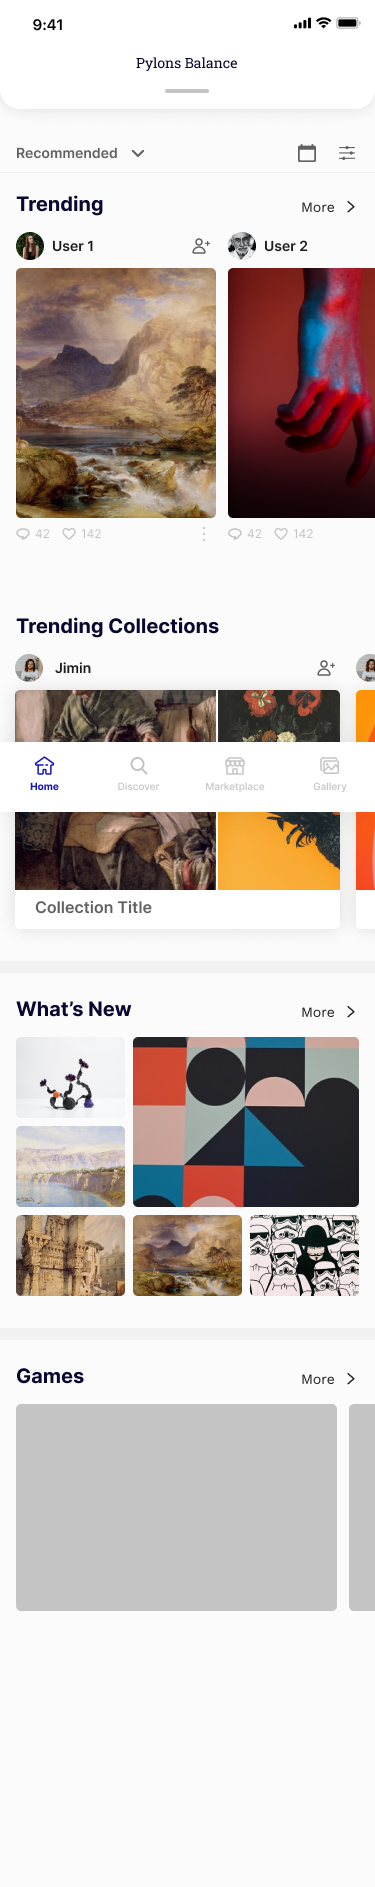 9:41
Pylons Balance
Recommended
Trending
More
User 1
User 2
42
142
42
142
Trending Collections
Jimin
Home
Discover
Marketplace
Gallery
Collection Title
What's New
More
Games
More